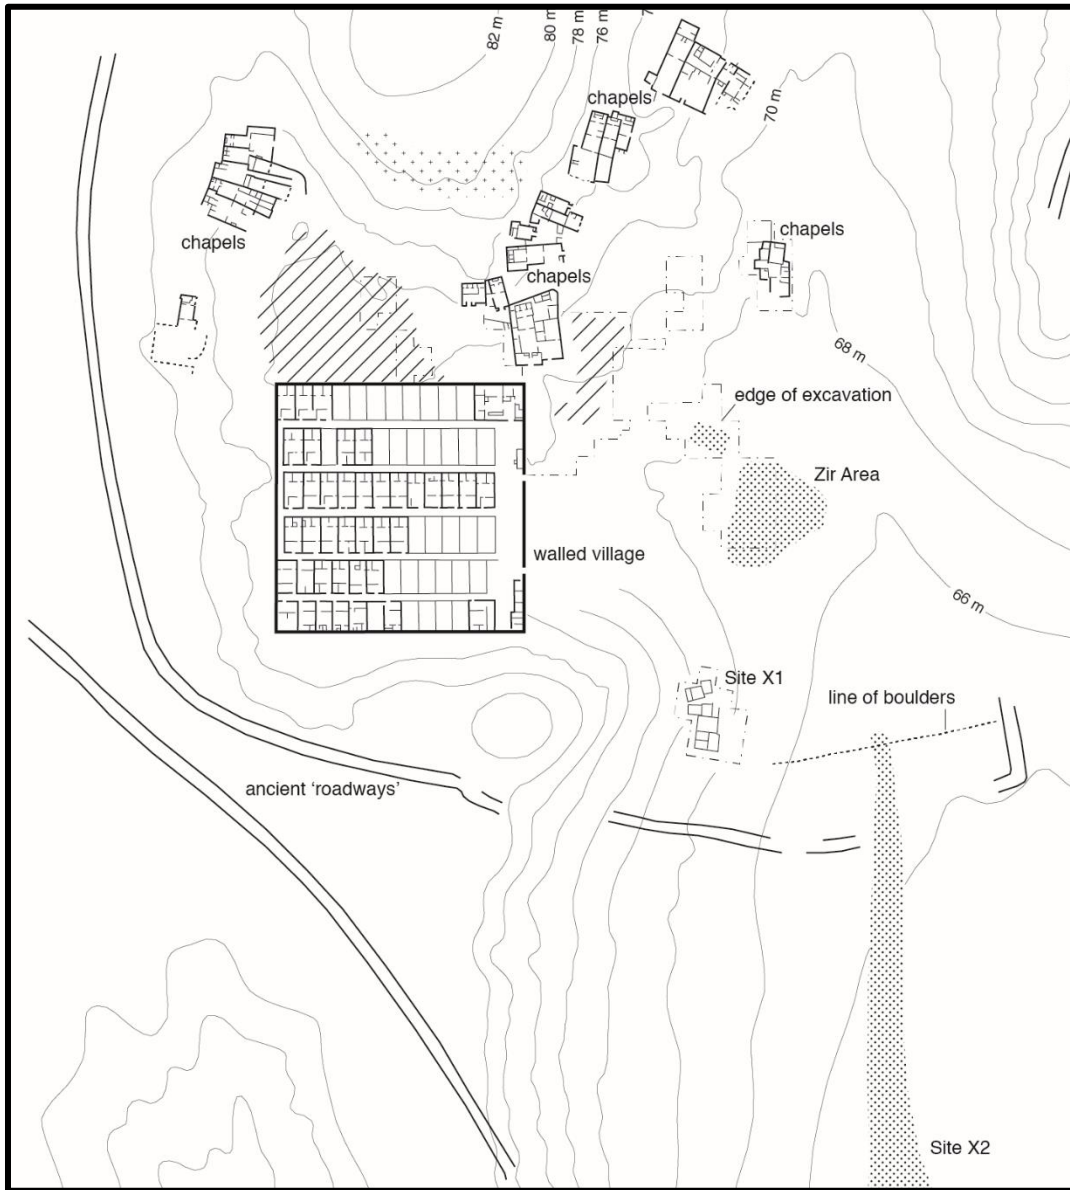 82 m
80 m
78 m
76 m
chapels
70 m
chapels
chapels
chapels
68 m
edge of excavation
Zir Area
walled village
66 m
Site X1
line of boulders
ancient ‘roadways’
Site X2